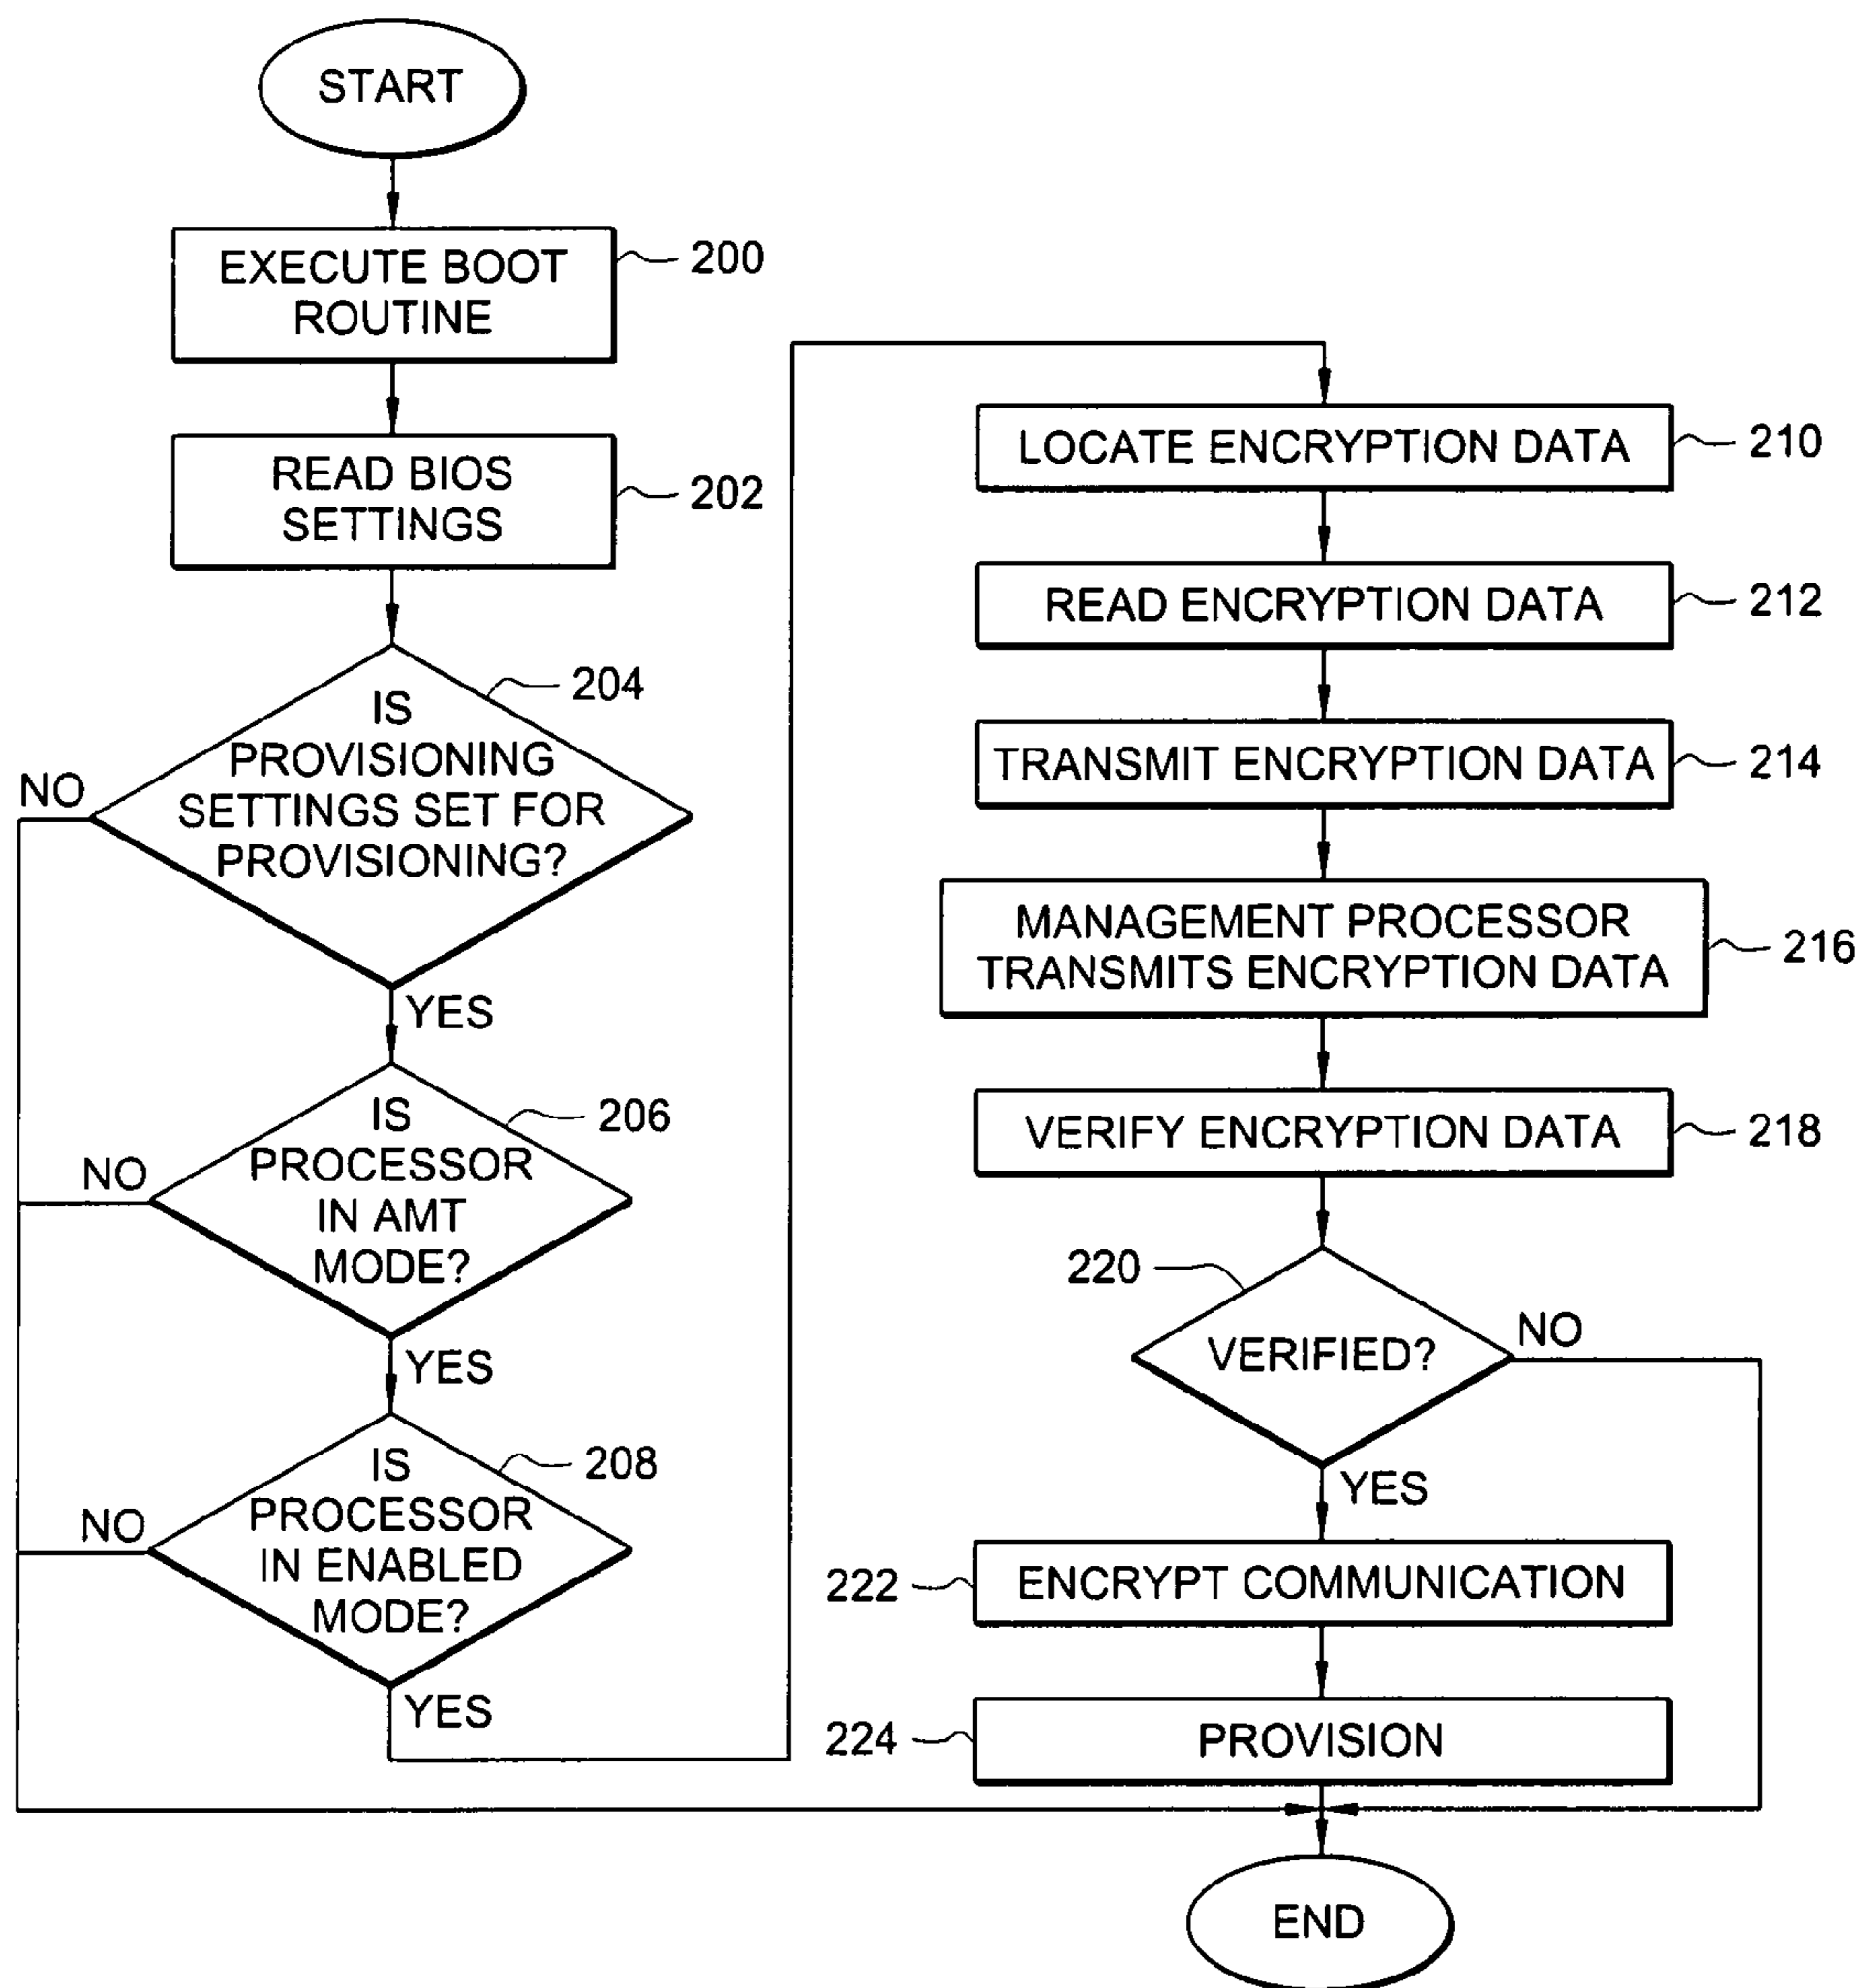 START
EXECUTE BOOT
ROUTINE
200
READ BIOS
SETTINGS
202
204
IS
PROVISIONING
SETTINGS SET FOR
PROVISIONING?
NO
YES
206
IS
PROCESSOR
IN AMT
MODE?
NO
YES
208
IS
PROCESSOR
IN ENABLED
MODE?
NO
YES
LOCATE ENCRYPTION DATA
210
READ ENCRYPTION DATA
212
TRANSMIT ENCRYPTION DATA
214
MANAGEMENT PROCESSOR
TRANSMITS ENCRYPTION DATA
216
VERIFY ENCRYPTION DATA
218
220
VERIFIED?
NO
YES
222
ENCRYPT COMMUNICATION
224
PROVISION
END